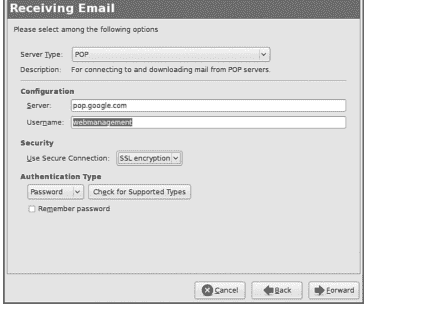 Receiving Email
Please select among the following options
Server Type: POP
Description: For connecting to and downloading mail from POP servers.
Configuration
Server: pop.google.com
Username: webmanagement
Security
Use Secure Connection: SSL encryption
Authentication Type
Password Check for Supported Types
Remember password
Cancel Back Forward